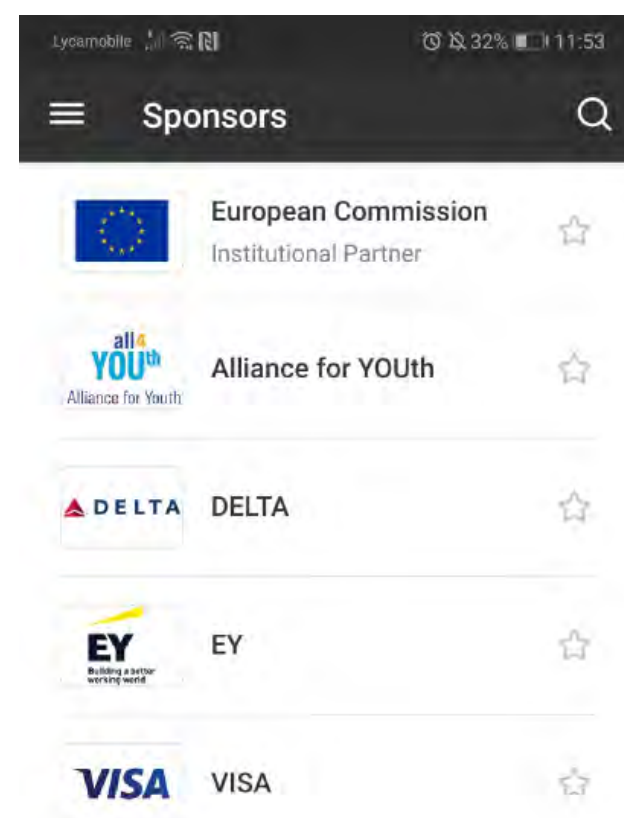 Lycamobile 32% 11:53
Sponsors
European Commission
Institutional Partner
all4
YOUth
Alliance for Youth
Alliance for YOUth
DELTA
DELTA
EY
Building a better
working world
EY
VISA
VISA